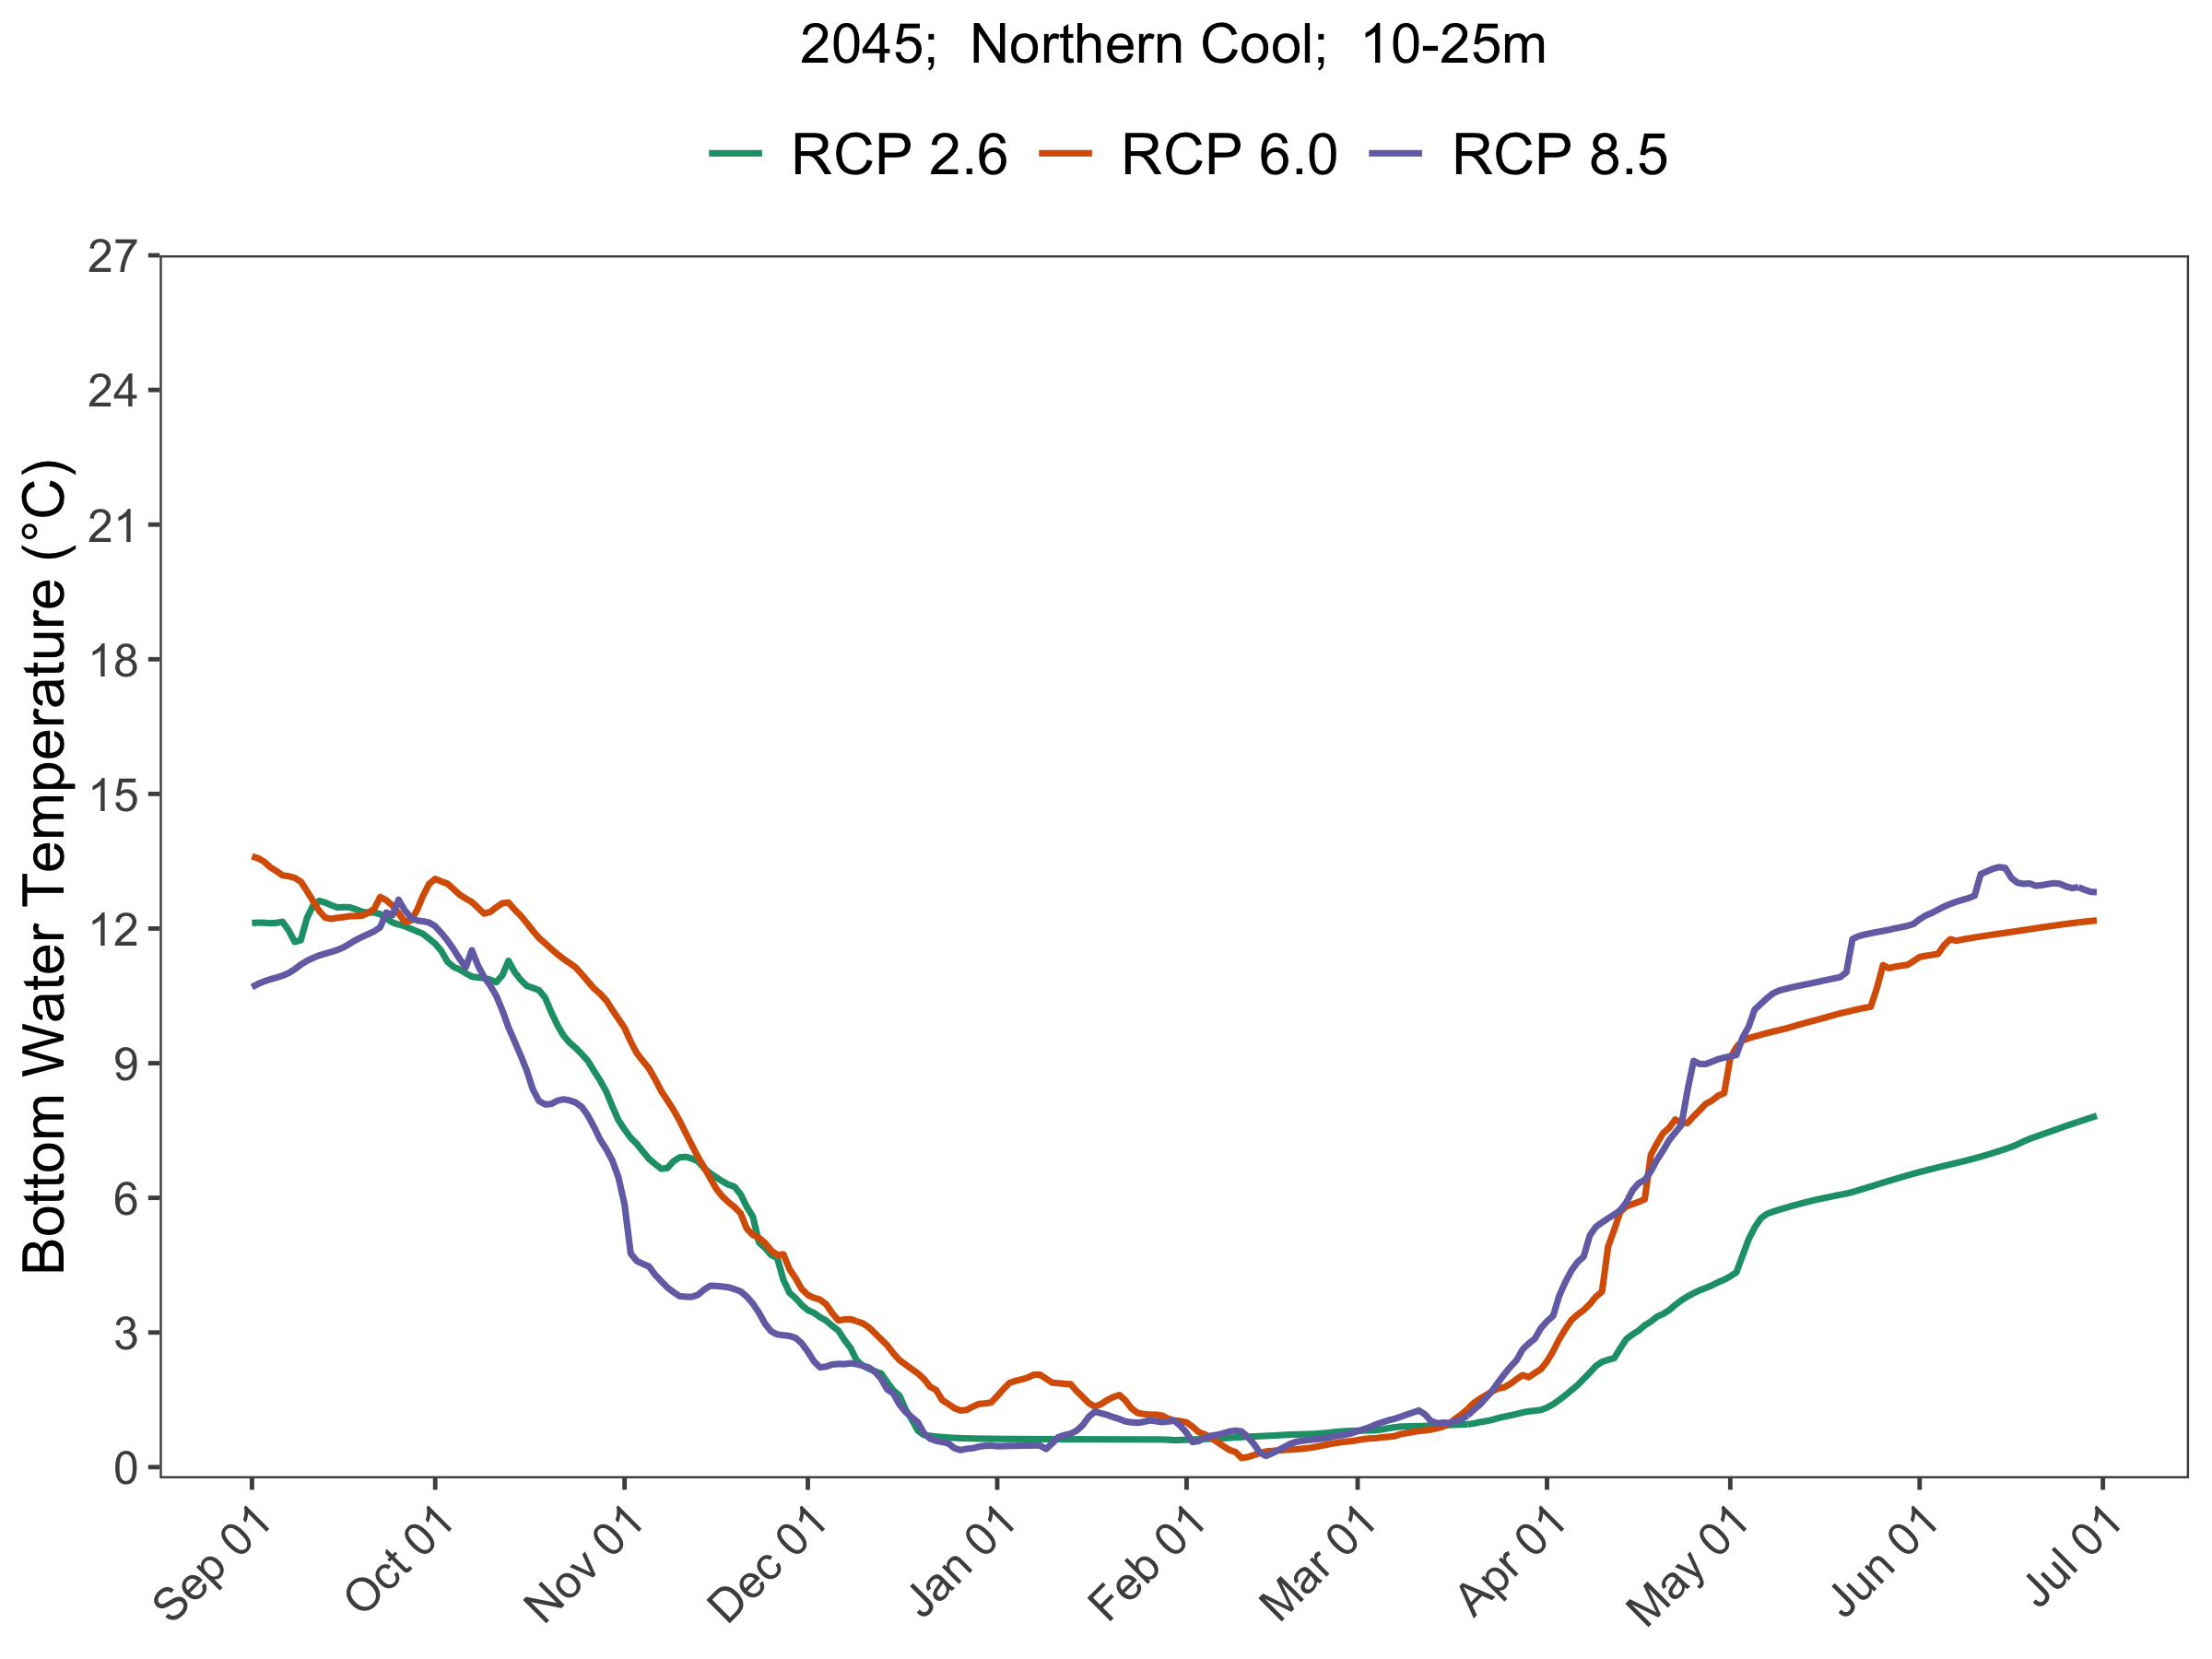 2045;  Northern Cool;  10-25m
RCP 2.6 RCP 6.0 RCP 8.5
Bottom Water Temperature (°C)
27
24
21
18
15
12
9
6
3
0
Sep 01 Oct 01 Nov 01 Dec 01 Jan 01 Feb 01 Mar 01 Apr 01 May 01 Jun 01 Jul 01